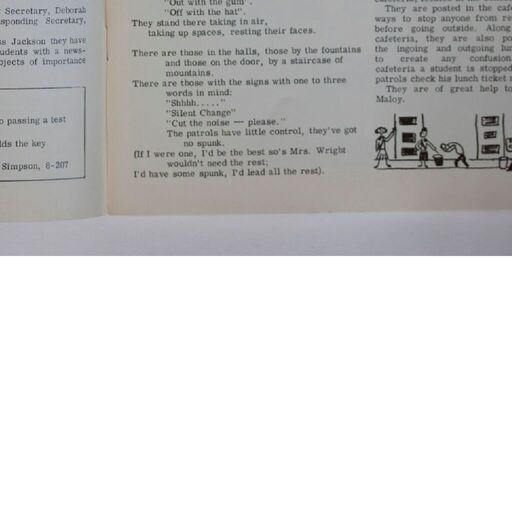 Secretary, Deborah
sponding Secretary,
ss Jackson they have
udents with a news-
bjects of importance
o passing a test
lds the key
Simpson, 8-207
"Out with the gum".
"Off with the hat".
They stand there taking in air,
taking up spaces, resting their faces.
There are those in the halls, those by the fountains
and those on the door, by a staircase of
mountains.
There are those with the signs with one to three
words in mind:
"Shhhh....."
"Silent Change"
"Cut the noise — please."
The patrols have little control, they've got
no spunk.
(If I were one, I'd be the best so's Mrs. Wright
wouldn't need the rest;
I'd have some spunk, I'd lead all the rest).
They are posted in the caf
ways to stop anyone from re
before going outside. Along
cafeteria, they are also po
the ingoing and outgoing lun
to create any confusion.
cafeteria a student is stopped
patrols check his lunch ticket
They are of great help to
Maloy.